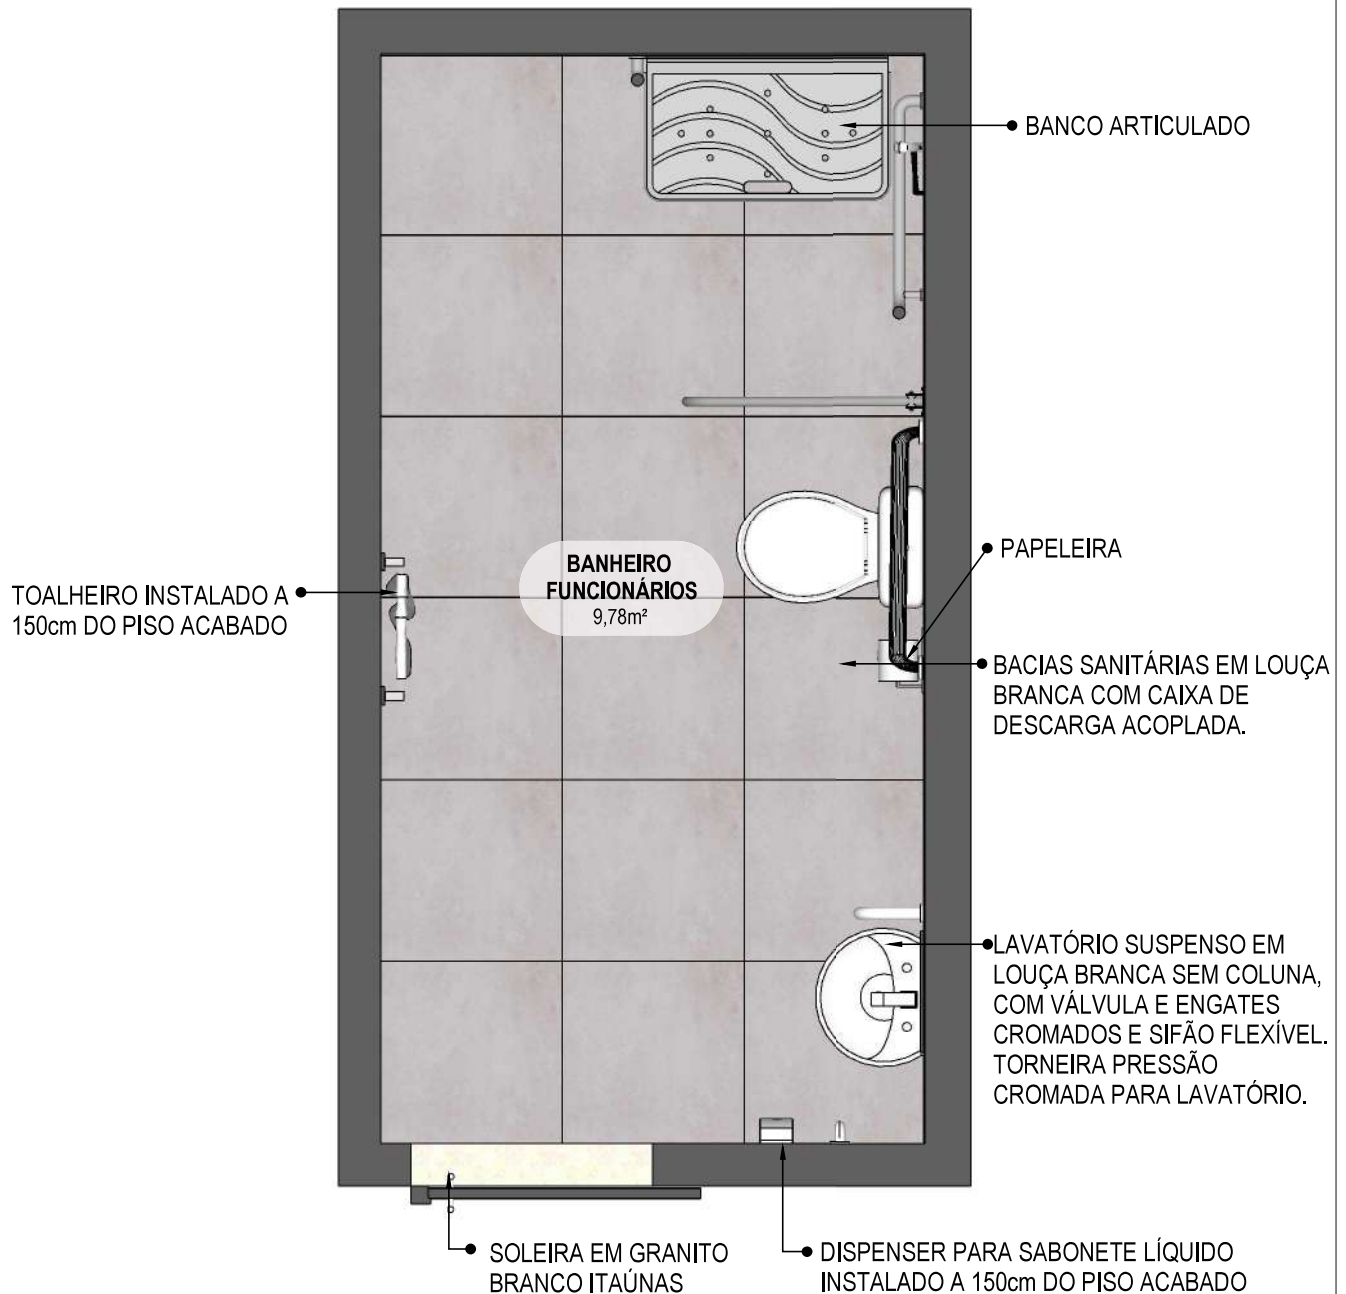 BANCO ARTICULADO
BANHEIRO
FUNCIONÁRIOS
9,78m²
PAPELEIRA
TOALHEIRO INSTALADO A
150cm DO PISO ACABADO
BACIAS SANITÁRIAS EM LOUÇA
BRANCA COM CAIXA DE
DESCARGA ACOPLADA.
LAVATÓRIO SUSPENSO EM
LOUÇA BRANCA SEM COLUNA,
COM VÁLVULA E ENGATES
CROMADOS E SIFÃO FLEXÍVEL.
TORNEIRA PRESSÃO
CROMADA PARA LAVATÓRIO.
SOLEIRA EM GRANITO
BRANCO ITAÚNAS
DISPENSER PARA SABONETE LÍQUIDO
INSTALADO A 150cm DO PISO ACABADO